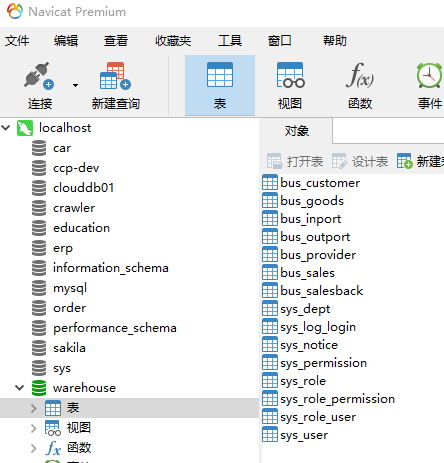 Navicat Premium
文件 编辑 查看 收藏夹 工具 窗口 帮助
连接 新建查询 表 视图 f(x) 函数 事件
localhost
car
ccp-dev
clouddb01
crawler
education
erp
information_schema
mysql
order
performance_schema
sakila
sys
warehouse
表
视图
fx 函数
对象
打开表 设计表 新建
bus_customer
bus_goods
bus_inport
bus_outport
bus_provider
bus_sales
bus_salesback
sys_dept
sys_log_login
sys_notice
sys_permission
sys_role
sys_role_permission
sys_role_user
sys_user